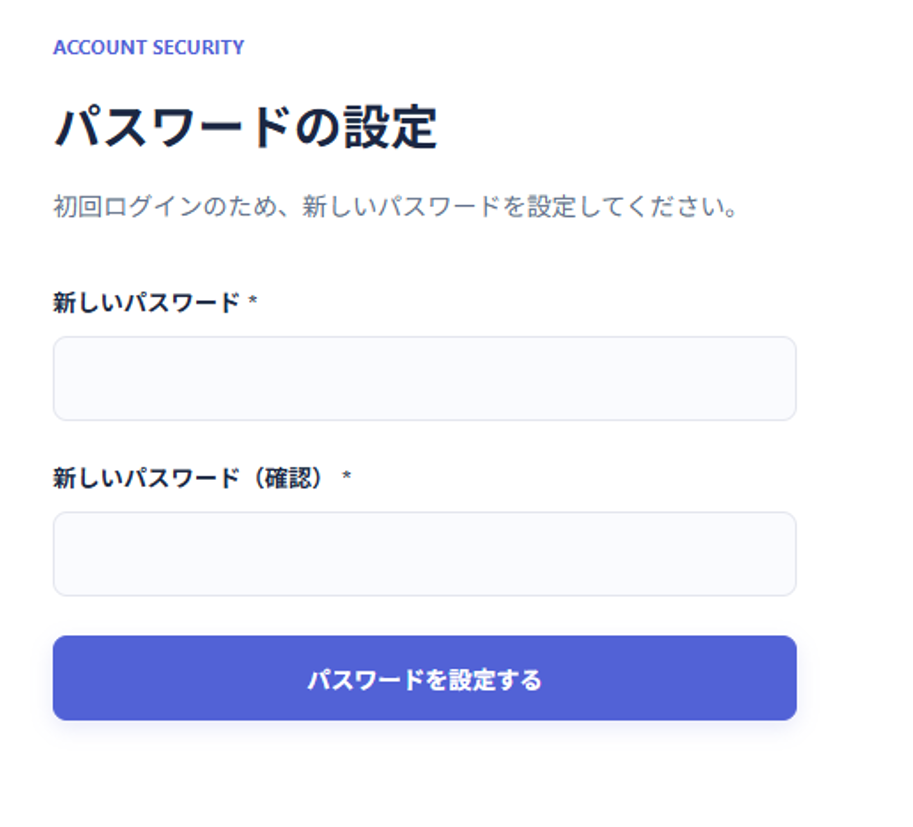 ACCOUNT SECURITY
パスワードの設定
初回ログインのため、新しいパスワードを設定してください。
新しいパスワード *
新しいパスワード（確認） *
パスワードを設定する